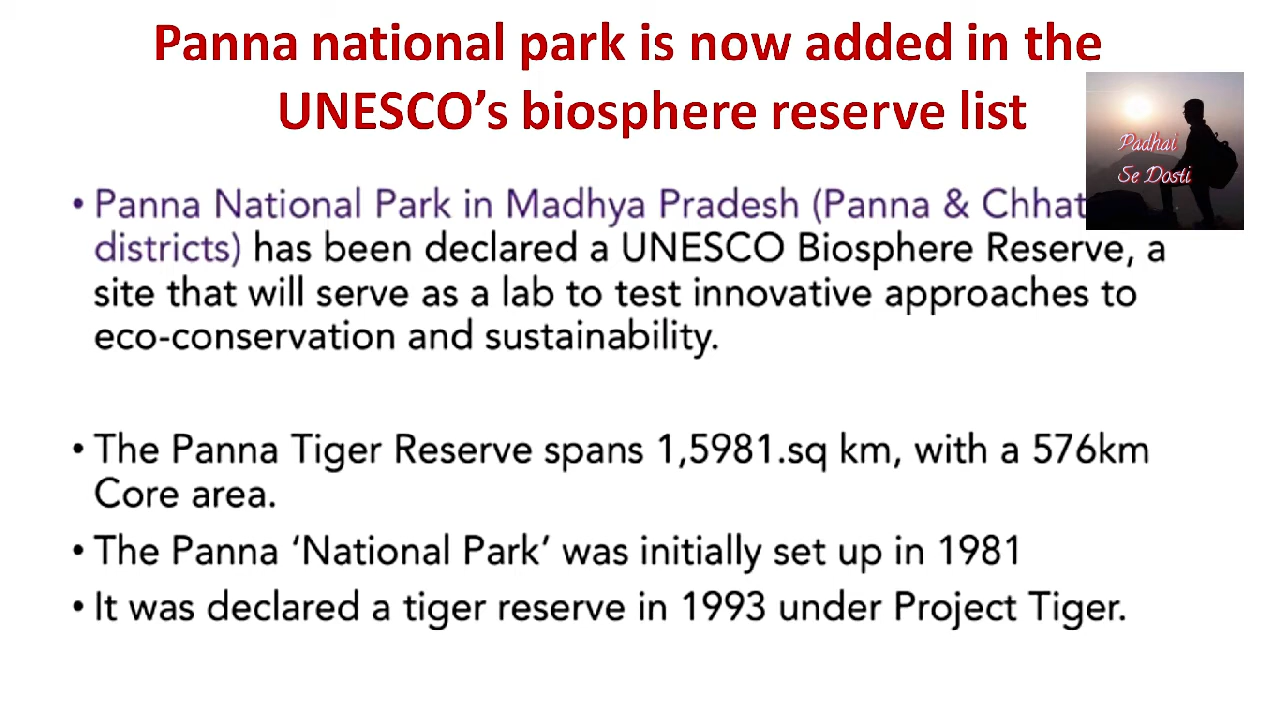 Panna national park is now added in the
UNESCO's biosphere reserve list
Padhai
Se Dosti
• Panna National Park in Madhya Pradesh (Panna & Chhat
districts) has been declared a UNESCO Biosphere Reserve, a
site that will serve as a lab to test innovative approaches to
eco-conservation and sustainability.
• The Panna Tiger Reserve spans 1,5981.sq km, with a 576km
Core area.
• The Panna ‘National Park’ was initially set up in 1981
• It was declared a tiger reserve in 1993 under Project Tiger.